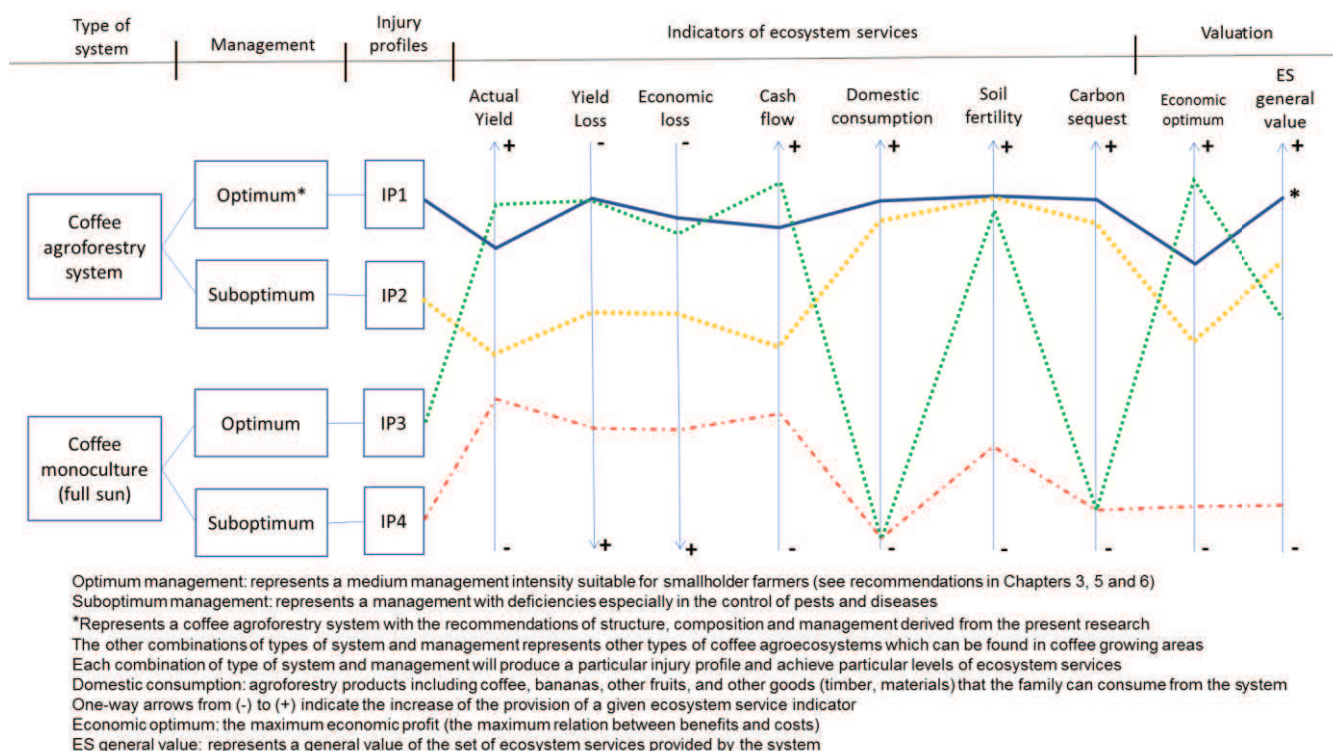 Type of system
Management
Injury profiles
Indicators of ecosystem services
Valuation
Actual Yield
Yield Loss
Economic loss
Cash flow
Domestic consumption
Soil fertility
Carbon sequest
Economic optimum
ES general value
+ - - + + + + + +
Coffee agroforestry system
Optimum*
IP1
*
Suboptimum
IP2
Coffee monoculture (full sun)
Optimum
IP3
Suboptimum
IP4
- + + - - - - - -
Optimum management: represents a medium management intensity suitable for smallholder farmers (see recommendations in Chapters 3, 5 and 6)
Suboptimum management: represents a management with deficiencies especially in the control of pests and diseases
*Represents a coffee agroforestry system with the recommendations of structure, composition and management derived from the present research
The other combinations of types of system and management represents other types of coffee agroecosystems which can be found in coffee growing areas
Each combination of type of system and management will produce a particular injury profile and achieve particular levels of ecosystem services
Domestic consumption: agroforestry products including coffee, bananas, other fruits, and other goods (timber, materials) that the family can consume from the system
One-way arrows from (-) to (+) indicate the increase of the provision of a given ecosystem service indicator
Economic optimum: the maximum economic profit (the maximum relation between benefits and costs)
ES general value: represents a general value of the set of ecosystem services provided by the system